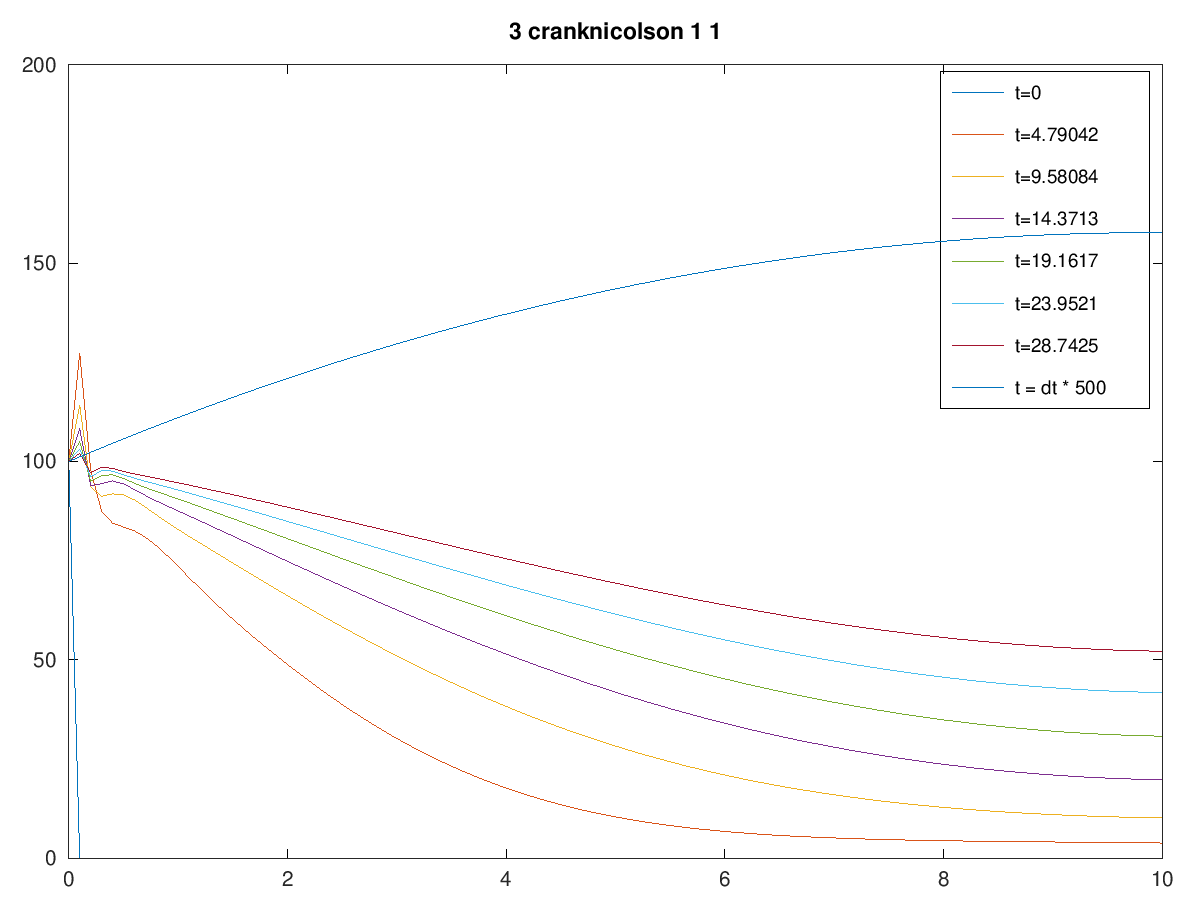 3 cranknicolson 1 1
200
150
100
50
0
0 2 4 6 8 10
t=0
t=4.79042
t=9.58084
t=14.3713
t=19.1617
t=23.9521
t=28.7425
t = dt * 500